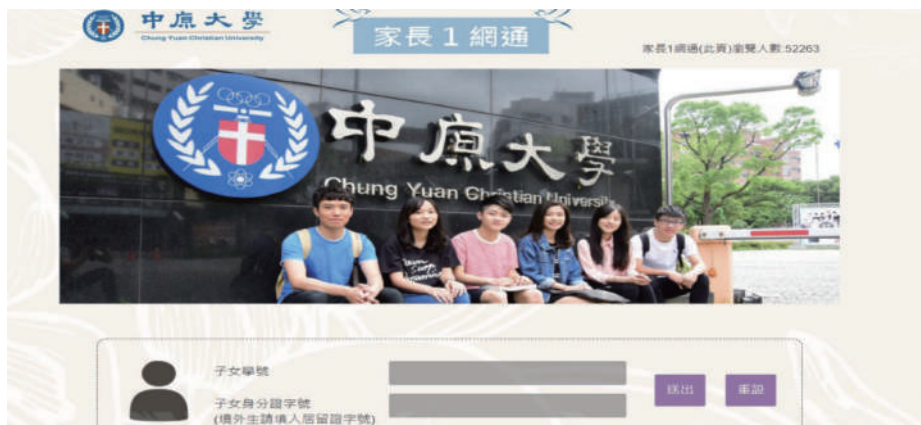 中原大學
Chung Yuan Christian University
家長1網通
家長1網通(此頁)瀏覽人數:52263
中原大學
Chung Yuan Christian University
子女學號
送出
重設
子女身分證字號
(境外生請填入居留證字號)